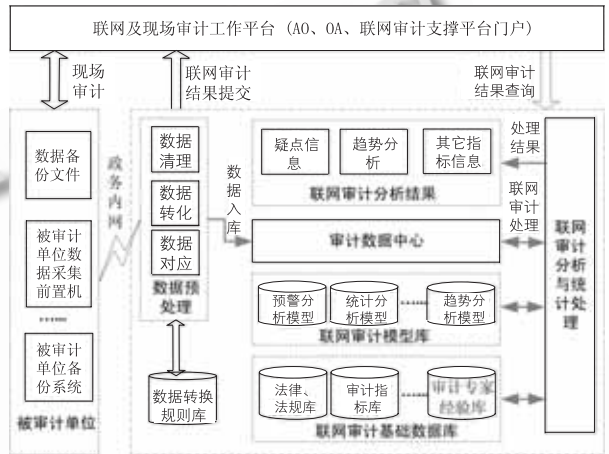 联网及现场审计工作平台（AO、OA、联网审计支撑平台门户）
现场
审计
联网审计
结果提交
联网审计
结果查询
数据备
份文件
被审计
单位数
据采集
前置机
……
被审计
单位备
份系统
被审计单位
政务内网
数据
清理
数据
转化
数据
对应
数据预
处理
数据转换
规则库
数据入库
疑点信
息
趋势分
析
其它指
标信息
联网审计分析结果
审计数据中心
预警分
析模型
统计分
析模型
……
趋势分
析模型
联网审计模型库
法律、
法规库
审计指
标库
……
审计专家
经验库
联网审计基础数据库
处理
结果
联网
审计
处理
联网
审计
分析
与统
计处
理